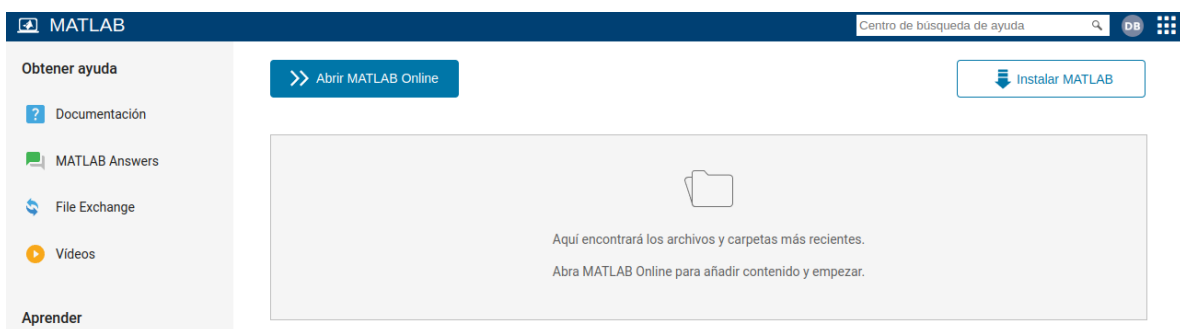 MATLAB
Centro de búsqueda de ayuda
DB
Obtener ayuda
Documentación
MATLAB Answers
File Exchange
Vídeos
Aprender
Abrir MATLAB Online
Instalar MATLAB
Aquí encontrará los archivos y carpetas más recientes.
Abra MATLAB Online para añadir contenido y empezar.